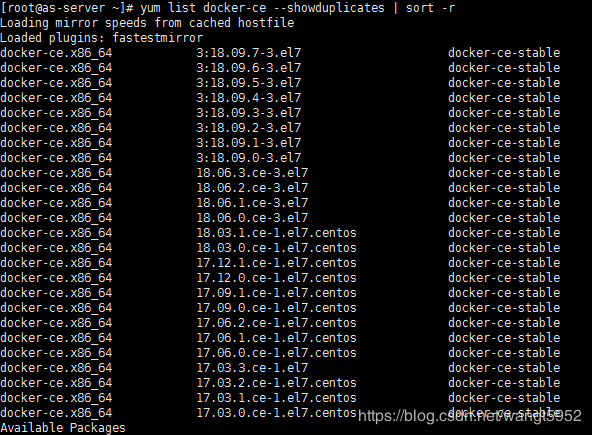 [root@as-server ~]# yum list docker-ce --showduplicates | sort -r
Loading mirror speeds from cached hostfile
Loaded plugins: fastestmirror
docker-ce.x86_64 3:18.09.7-3.el7 docker-ce-stable
docker-ce.x86_64 3:18.09.6-3.el7 docker-ce-stable
docker-ce.x86_64 3:18.09.5-3.el7 docker-ce-stable
docker-ce.x86_64 3:18.09.4-3.el7 docker-ce-stable
docker-ce.x86_64 3:18.09.3-3.el7 docker-ce-stable
docker-ce.x86_64 3:18.09.2-3.el7 docker-ce-stable
docker-ce.x86_64 3:18.09.1-3.el7 docker-ce-stable
docker-ce.x86_64 3:18.09.0-3.el7 docker-ce-stable
docker-ce.x86_64 18.06.3.ce-3.el7 docker-ce-stable
docker-ce.x86_64 18.06.2.ce-3.el7 docker-ce-stable
docker-ce.x86_64 18.06.1.ce-3.el7 docker-ce-stable
docker-ce.x86_64 18.06.0.ce-3.el7 docker-ce-stable
docker-ce.x86_64 18.03.1.ce-1.el7.centos docker-ce-stable
docker-ce.x86_64 18.03.0.ce-1.el7.centos docker-ce-stable
docker-ce.x86_64 17.12.1.ce-1.el7.centos docker-ce-stable
docker-ce.x86_64 17.12.0.ce-1.el7.centos docker-ce-stable
docker-ce.x86_64 17.09.1.ce-1.el7.centos docker-ce-stable
docker-ce.x86_64 17.09.0.ce-1.el7.centos docker-ce-stable
docker-ce.x86_64 17.06.2.ce-1.el7.centos docker-ce-stable
docker-ce.x86_64 17.06.1.ce-1.el7.centos docker-ce-stable
docker-ce.x86_64 17.06.0.ce-1.el7.centos docker-ce-stable
docker-ce.x86_64 17.03.3.ce-1.el7 docker-ce-stable
docker-ce.x86_64 17.03.2.ce-1.el7.centos docker-ce-stable
docker-ce.x86_64 17.03.1.ce-1.el7.centos docker-ce-stable
docker-ce.x86_64 17.03.0.ce-1.el7.centos docker-ce-stable
https://blog.csdn.net/wangt5952
Available Packages